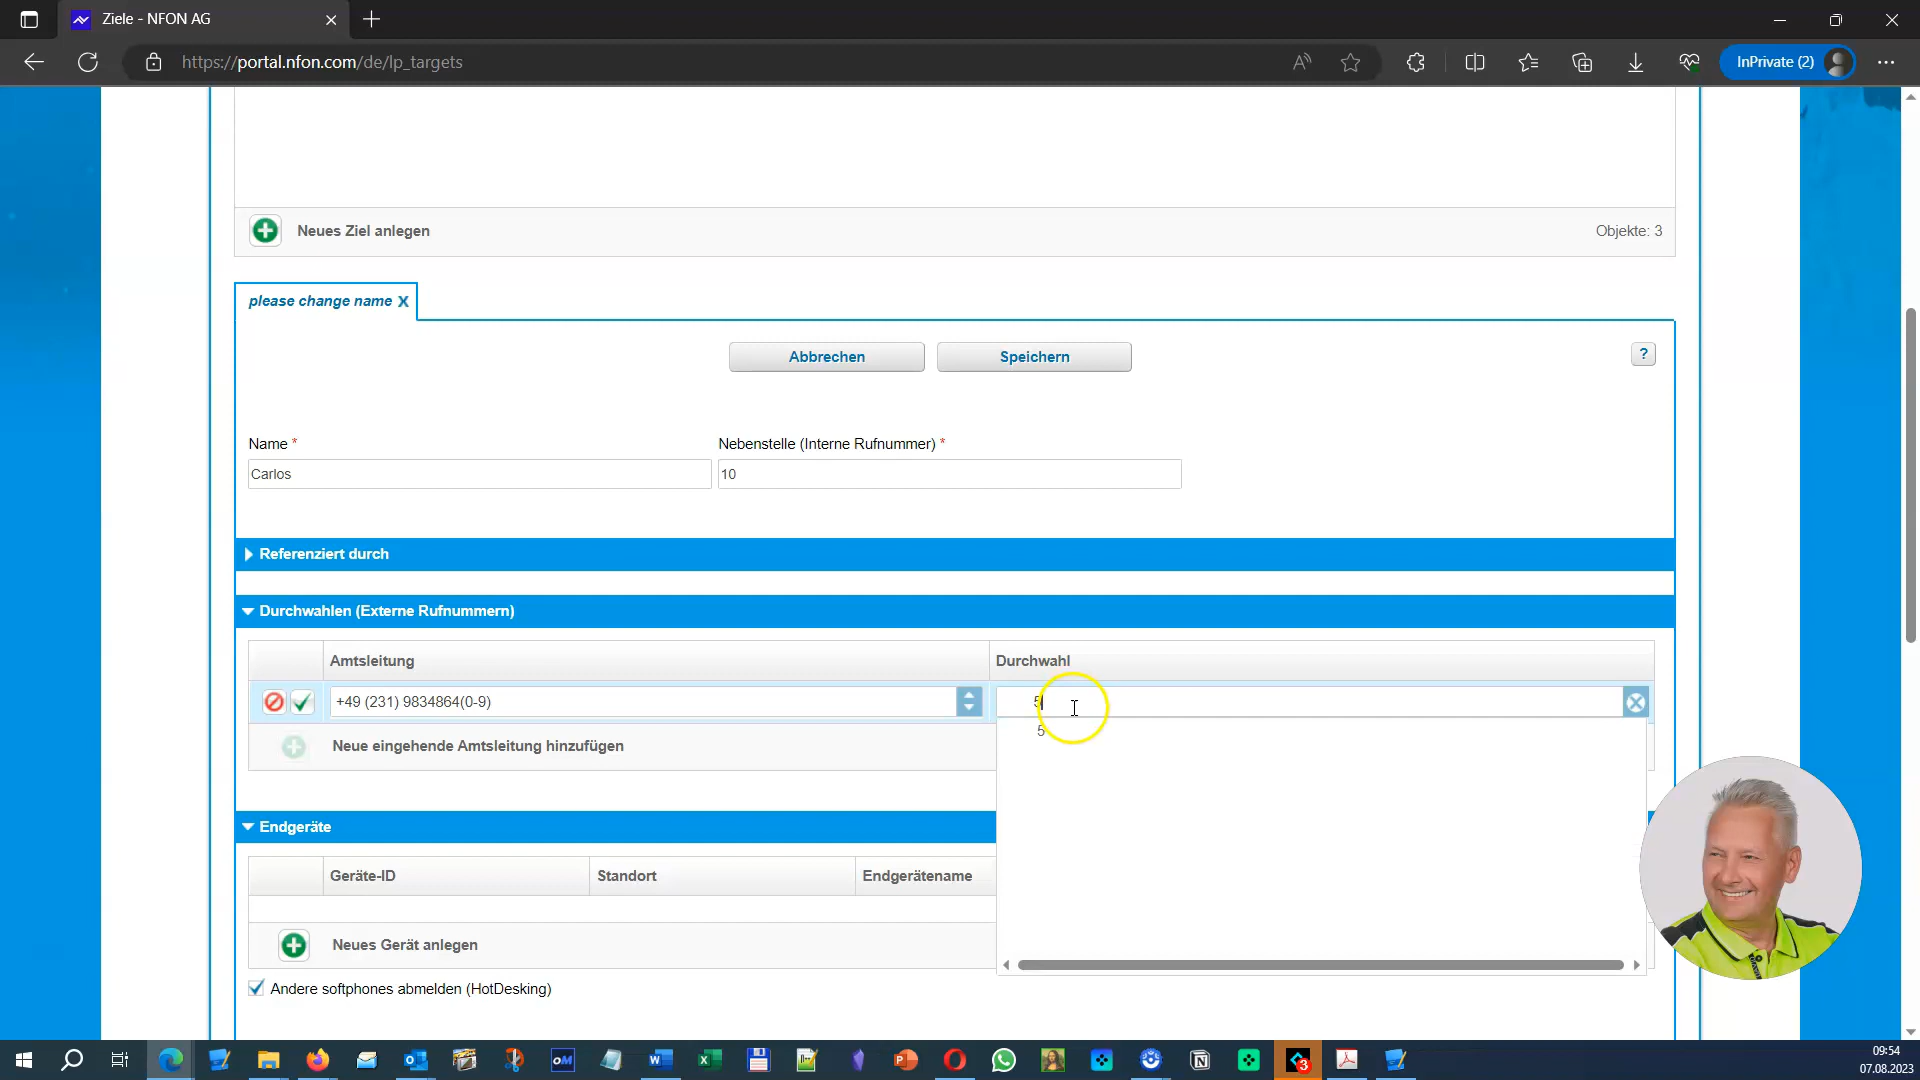 Ziele - NFON AG
https://portal.nfon.com/de/lp_targets
InPrivate (2)
Neues Ziel anlegen
Objekte: 3
please change name X
Abbrechen
Speichern
?
Name *
Nebenstelle (Interne Rufnummer) *
Carlos
10
Referenziert durch
Durchwahlen (Externe Rufnummern)
Amtsleitung
Durchwahl
+49 (231) 9834864(0-9)
5
5
Neue eingehende Amtsleitung hinzufügen
Endgeräte
Geräte-ID
Standort
Endgerätename
Neues Gerät anlegen
Andere softphones abmelden (HotDesking)
oM
3
09:54
07.08.2023